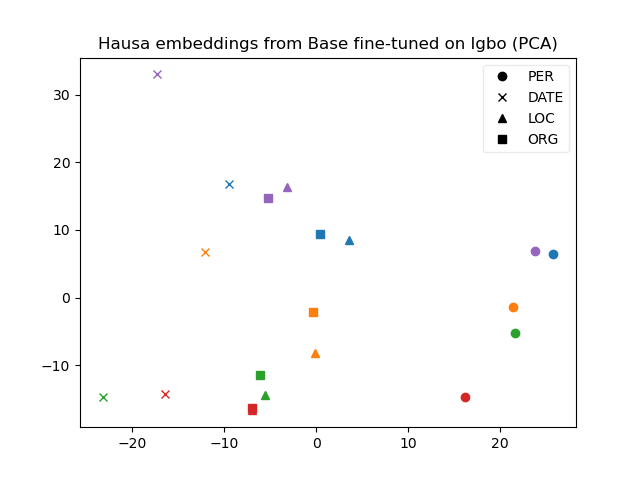 Hausa embeddings from Base fine-tuned on Igbo (PCA)
PER
DATE
LOC
ORG
30
20
10
0
−10
−20
−10
0
10
20